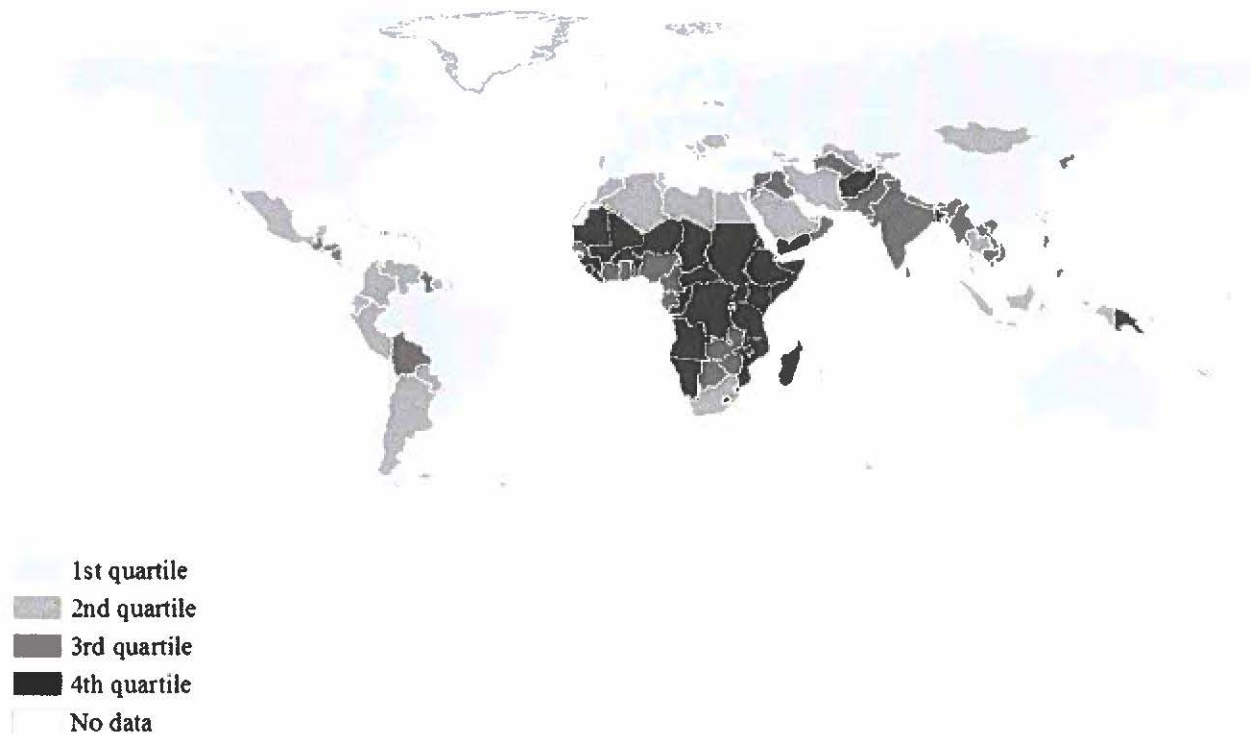 1st quartile
2nd quartile
3rd quartile
4th quartile
No data